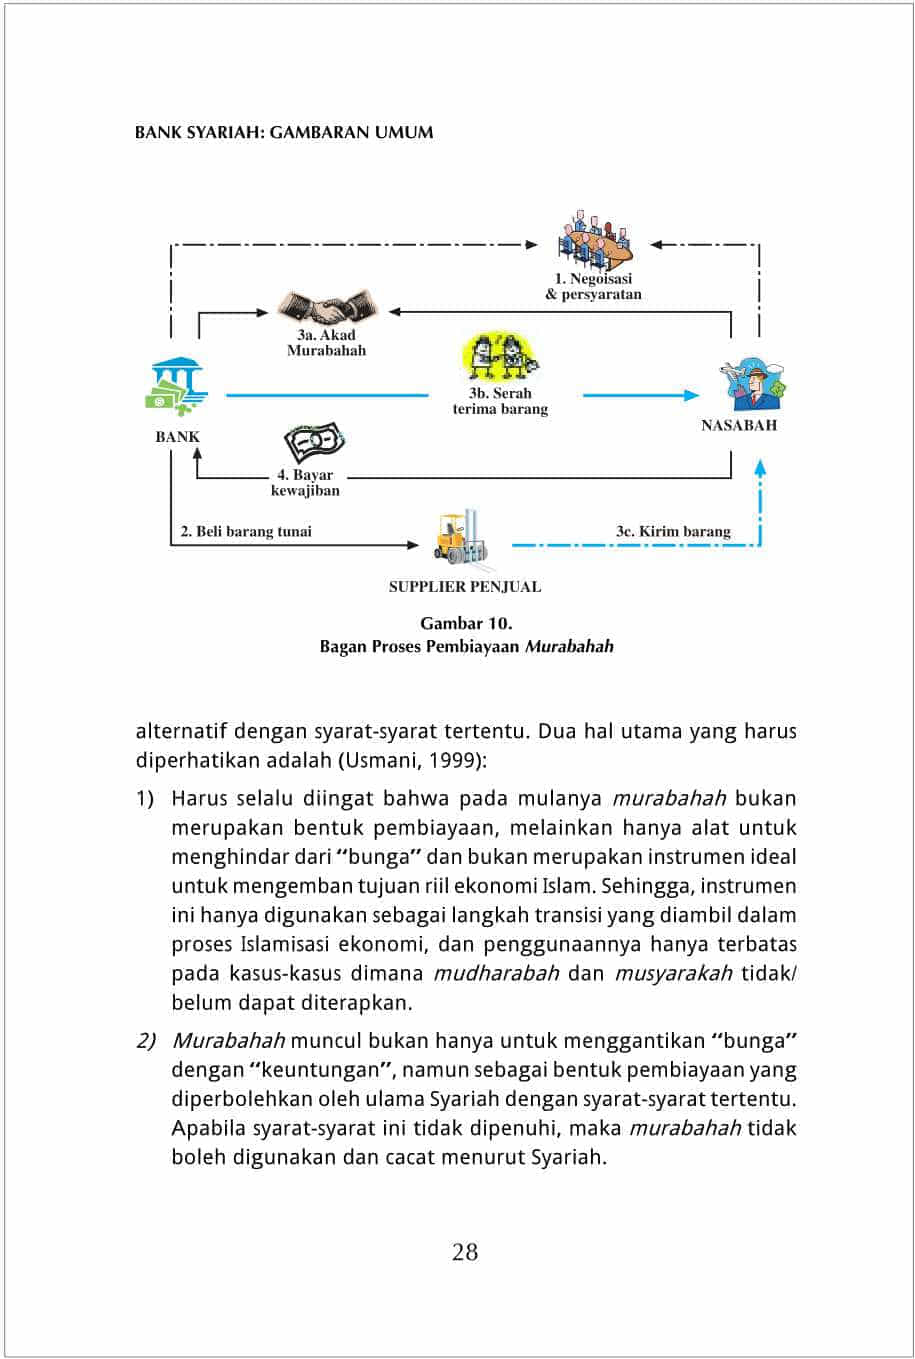 BANK SYARIAH: GAMBARAN UMUM
1. Negoisasi
& persyaratan
3a. Akad
Murabahah
3b. Serah
terima barang
NASABAH
BANK
4. Bayar
kewajiban
2. Beli barang tunai
3c. Kirim barang
SUPPLIER PENJUAL
Gambar 10.
Bagan Proses Pembiayaan Murabahah
alternatif dengan syarat-syarat tertentu. Dua hal utama yang harus
diperhatikan adalah (Usmani, 1999):
1) Harus selalu diingat bahwa pada mulanya murabahah bukan
merupakan bentuk pembiayaan, melainkan hanya alat untuk
menghindar dari “bunga” dan bukan merupakan instrumen ideal
untuk mengemban tujuan riil ekonomi Islam. Sehingga, instrumen
ini hanya digunakan sebagai langkah transisi yang diambil dalam
proses Islamisasi ekonomi, dan penggunaannya hanya terbatas
pada kasus-kasus dimana mudharabah dan musyarakah tidak/
belum dapat diterapkan.
2) Murabahah muncul bukan hanya untuk menggantikan “bunga”
dengan “keuntungan”, namun sebagai bentuk pembiayaan yang
diperbolehkan oleh ulama Syariah dengan syarat-syarat tertentu.
Apabila syarat-syarat ini tidak dipenuhi, maka murabahah tidak
boleh digunakan dan cacat menurut Syariah.
28